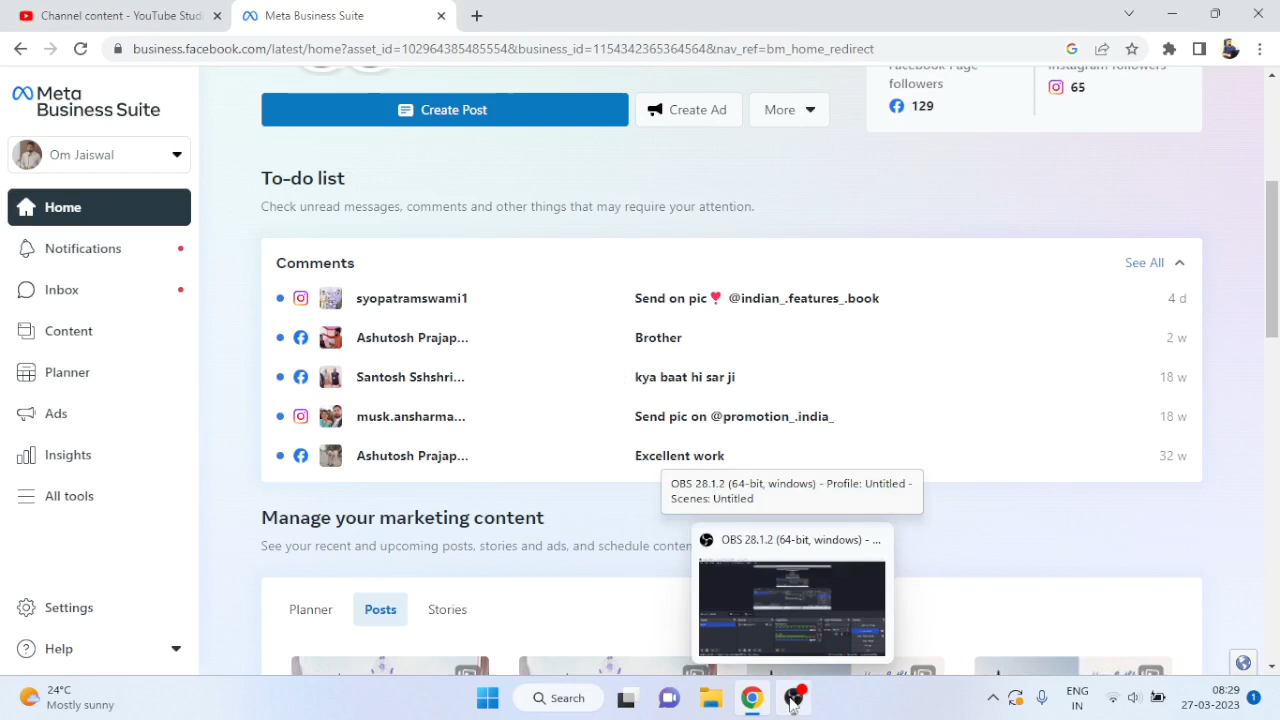 Channel content - YouTube Studi
Meta Business Suite
business.facebook.com/latest/home?asset_id=102964385485554&business_id=11543423653645 64&nav_ref=bm_home_redirect
Meta
Business Suite
Om Jaiswal
Home
Notifications
Inbox
Content
Planner
Ads
Insights
All tools
Settings
Help
Facebook Page
followers
129
Instagram followers
65
Create Post
Create Ad
More
To-do list
Check unread messages, comments and other things that may require your attention.
Comments
See All
syopatramswami1 Send on pic❣ @indian_.features_.book 4 d
Ashutosh Prajap... Brother 2 w
Santosh Sshshri... kya baat hi sar ji 18 w
musk.ansharma... Send pic on @promotion_.india_ 18 w
Ashutosh Prajap... Excellent work 32 w
OBS 28.1.2 (64-bit, windows) - Profile: Untitled -
Scenes: Untitled
Manage your marketing content
See your recent and upcoming posts, stories and ads, and schedule conten
OBS 28.1.2 (64-bit, windows) - ...
Planner
Posts
Stories
24°C
Mostly sunny
Search
ENG
IN
08:29
27-03-2023
1